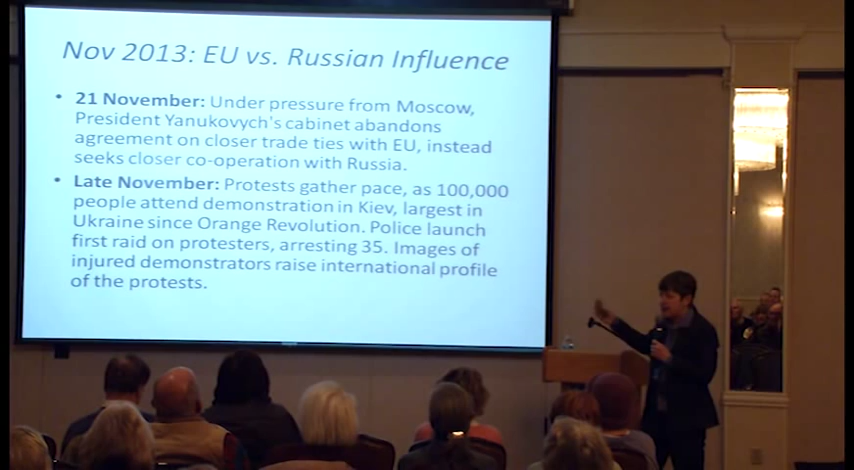 Nov 2013: EU vs. Russian Influence
• 21 November: Under pressure from Moscow,
President Yanukovych's cabinet abandons
agreement on closer trade ties with EU, instead
seeks closer co-operation with Russia.
• Late November: Protests gather pace, as 100,000
people attend demonstration in Kiev, largest in
Ukraine since Orange Revolution. Police launch
first raid on protesters, arresting 35. Images of
injured demonstrators raise international profile
of the protests.